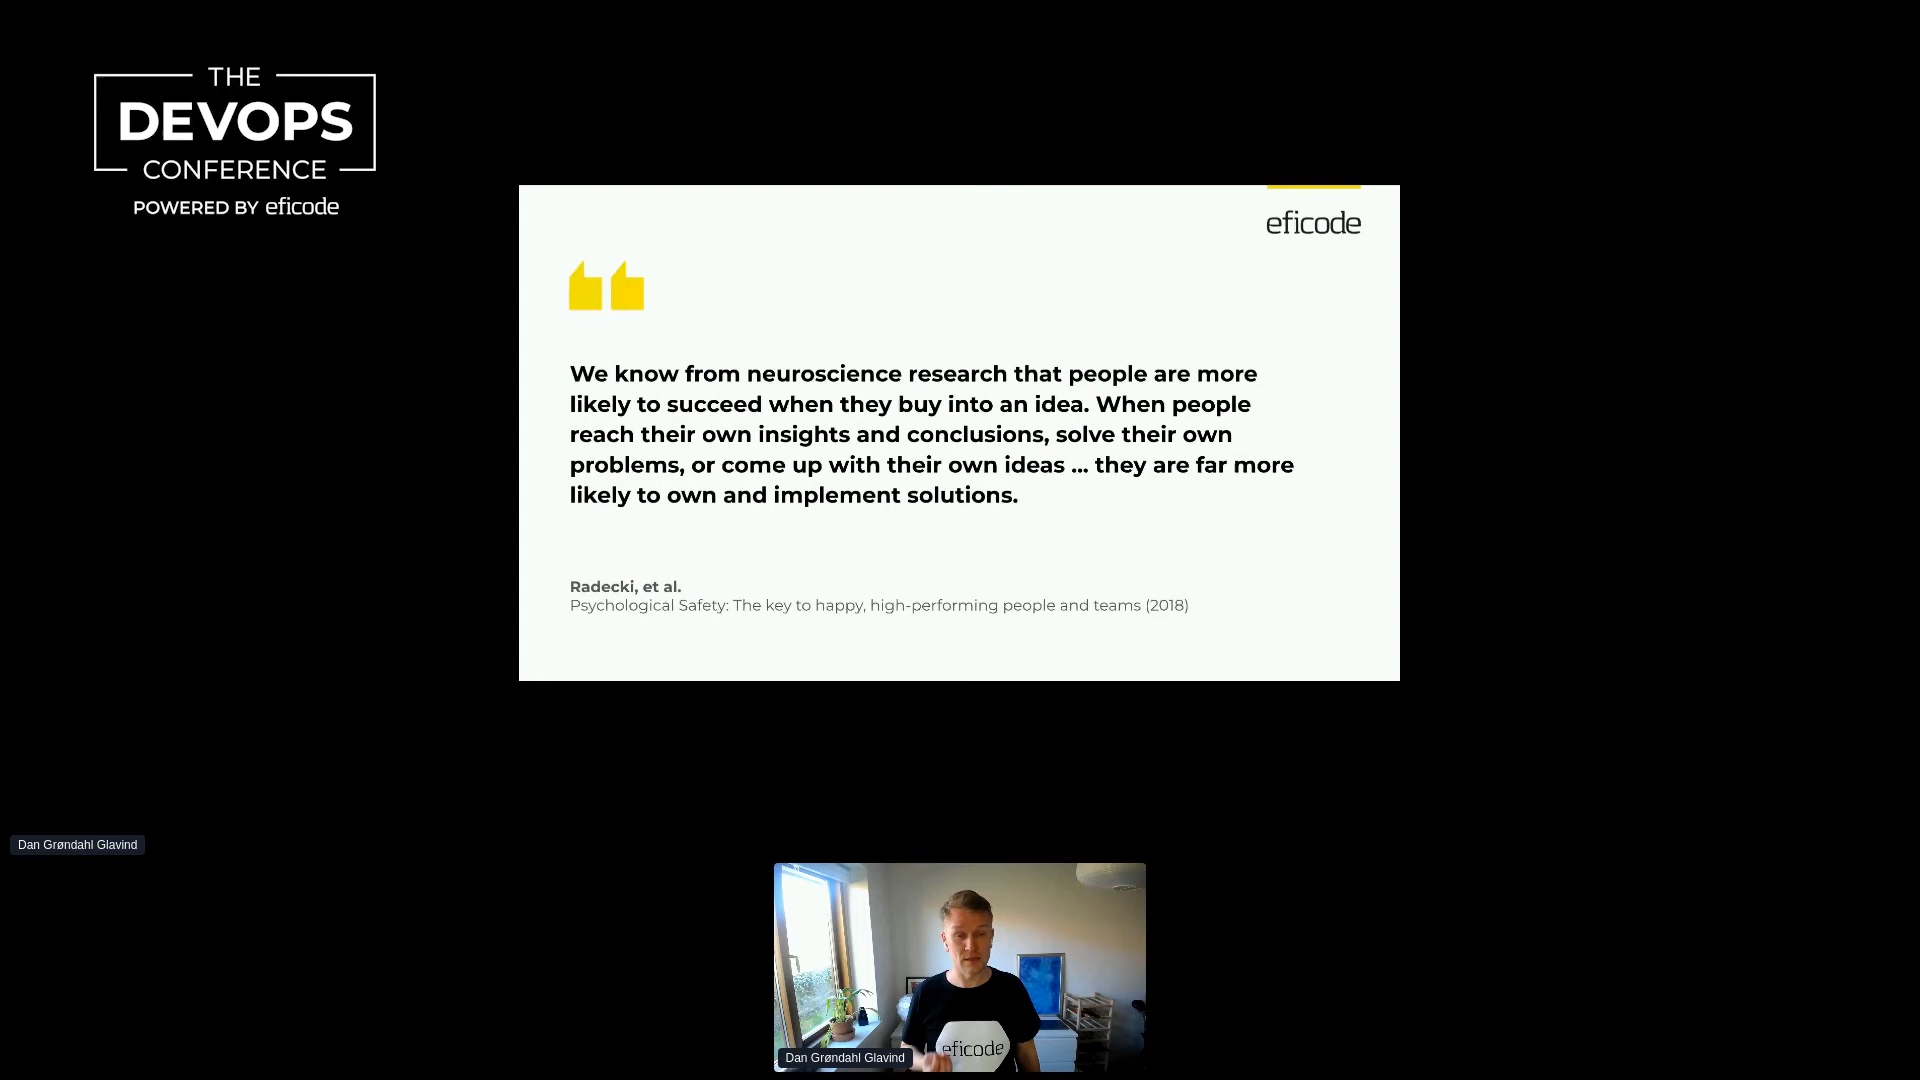 THE
DEVOPS
CONFERENCE
POWERED BY eficode
eficode
We know from neuroscience research that people are more
likely to succeed when they buy into an idea. When people
reach their own insights and conclusions, solve their own
problems, or come up with their own ideas ... they are far more
likely to own and implement solutions.
Radecki, et al.
Psychological Safety: The key to happy, high-performing people and teams (2018)
Dan Grøndahl Glavind
eficode
Dan Grøndahl Glavind